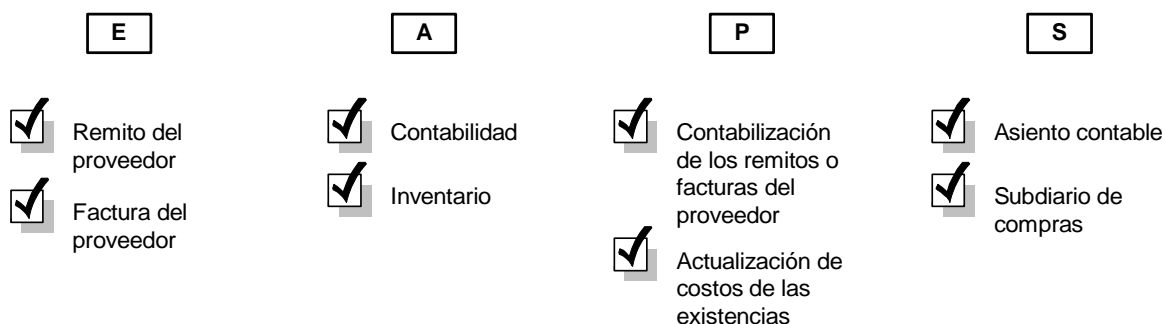 E
Remito del
proveedor
Factura del
proveedor
A
Contabilidad
Inventario
P
Contabilización
de los remitos o
facturas del
proveedor
Actualización de
costos de las
existencias
S
Asiento contable
Subdiario de
compras